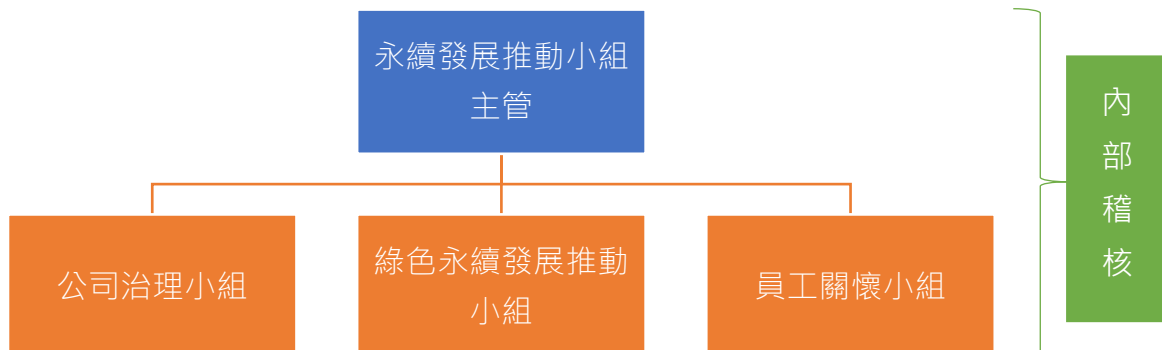 永續發展推動小組
主管
內
部
稽
核
公司治理小組
綠色永續發展推動
小組
員工關懷小組